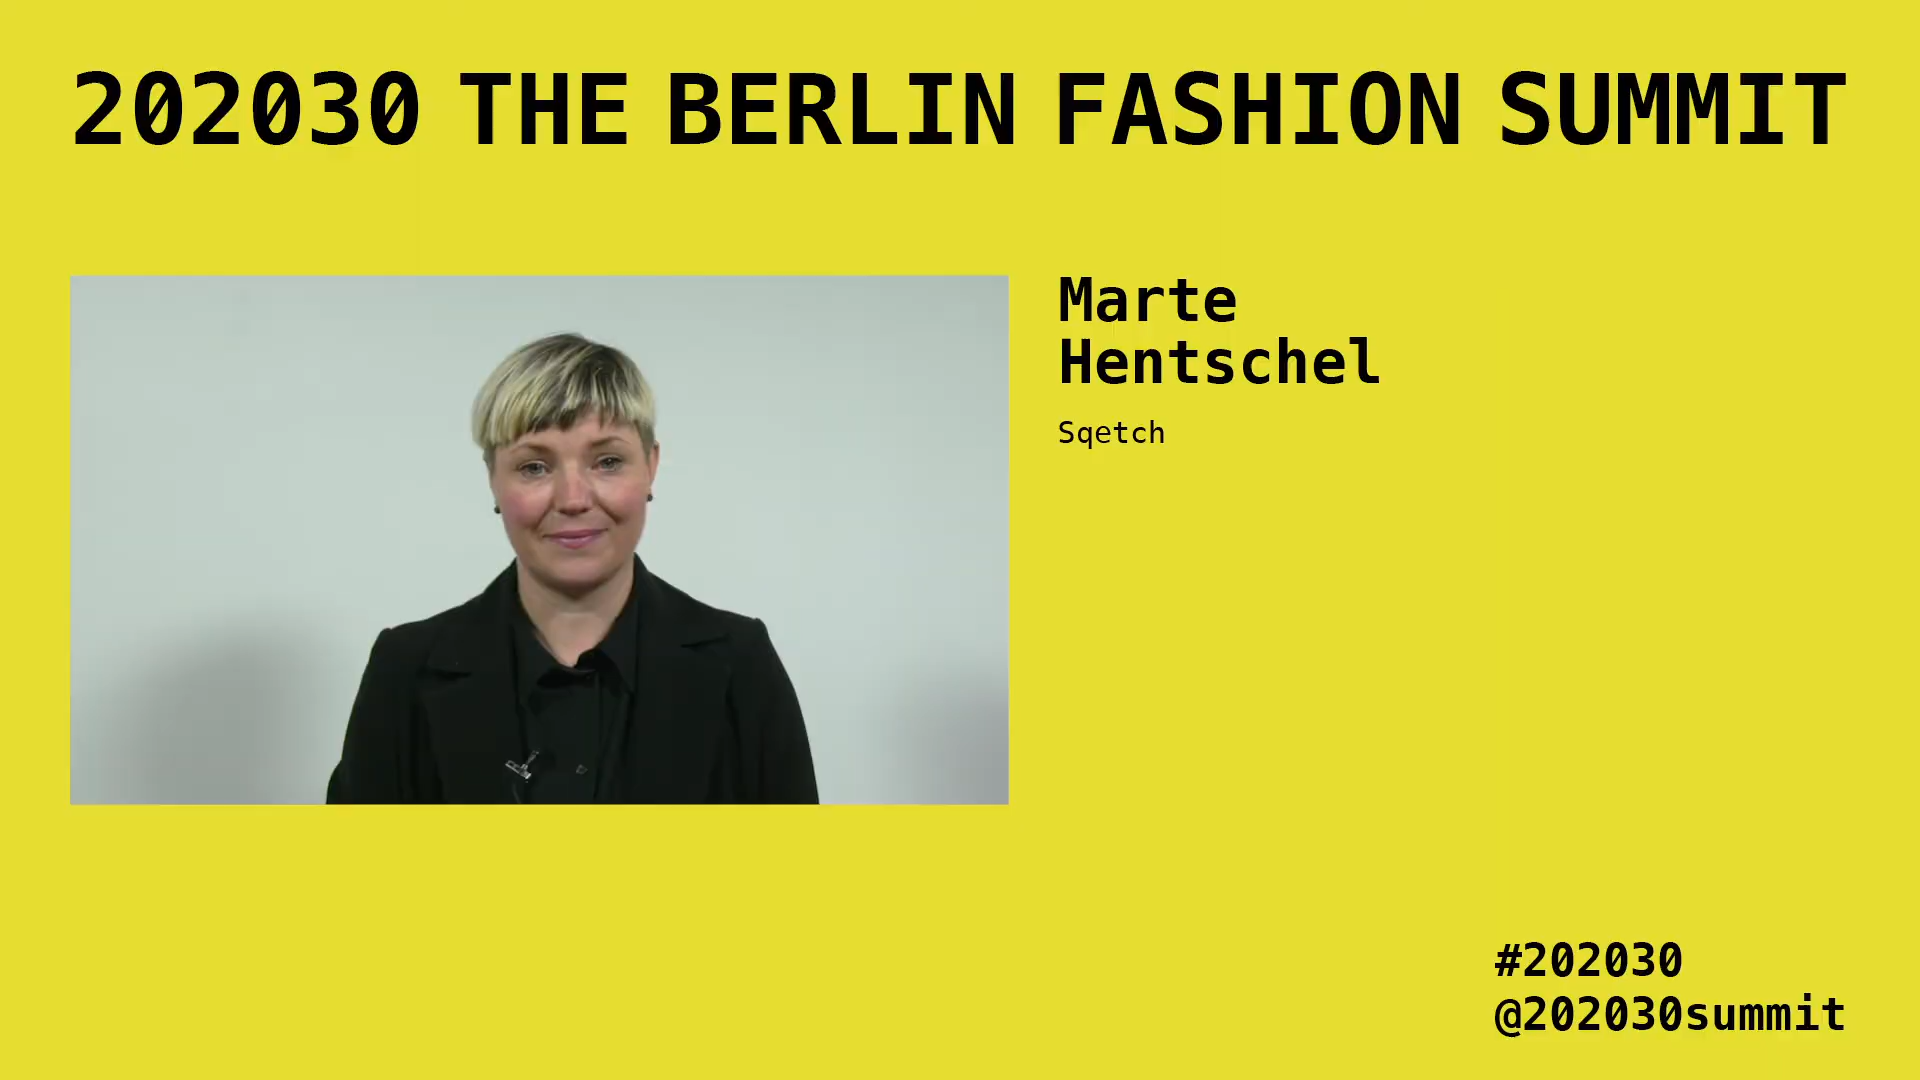 202030 THE BERLIN FASHION SUMMIT
Marte
Hentschel
Sqetch
#202030
@202030summit